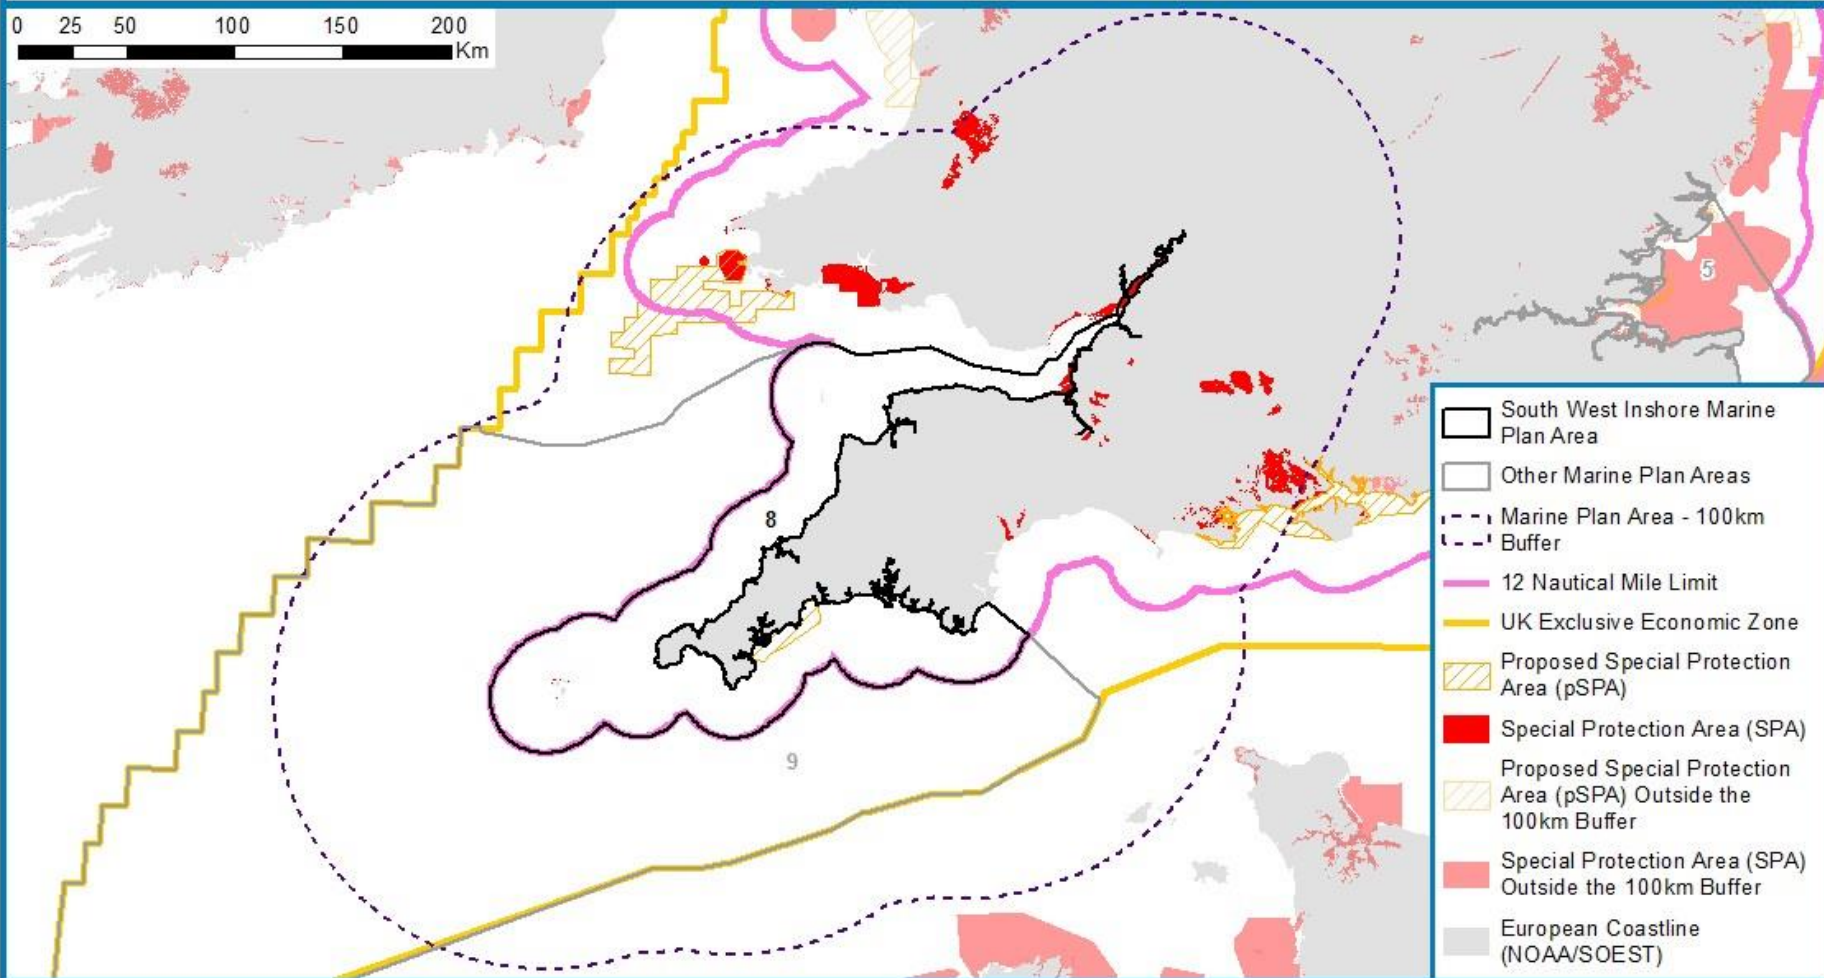 0 25 50 100 150 200
Km
5
8
9
South West Inshore Marine
Plan Area
Other Marine Plan Areas
Marine Plan Area - 100km
Buffer
12 Nautical Mile Limit
UK Exclusive Economic Zone
Proposed Special Protection
Area (pSPA)
Special Protection Area (SPA)
Proposed Special Protection
Area (pSPA) Outside the
100km Buffer
Special Protection Area (SPA)
Outside the 100km Buffer
European Coastline
(NOAA/SOEST)